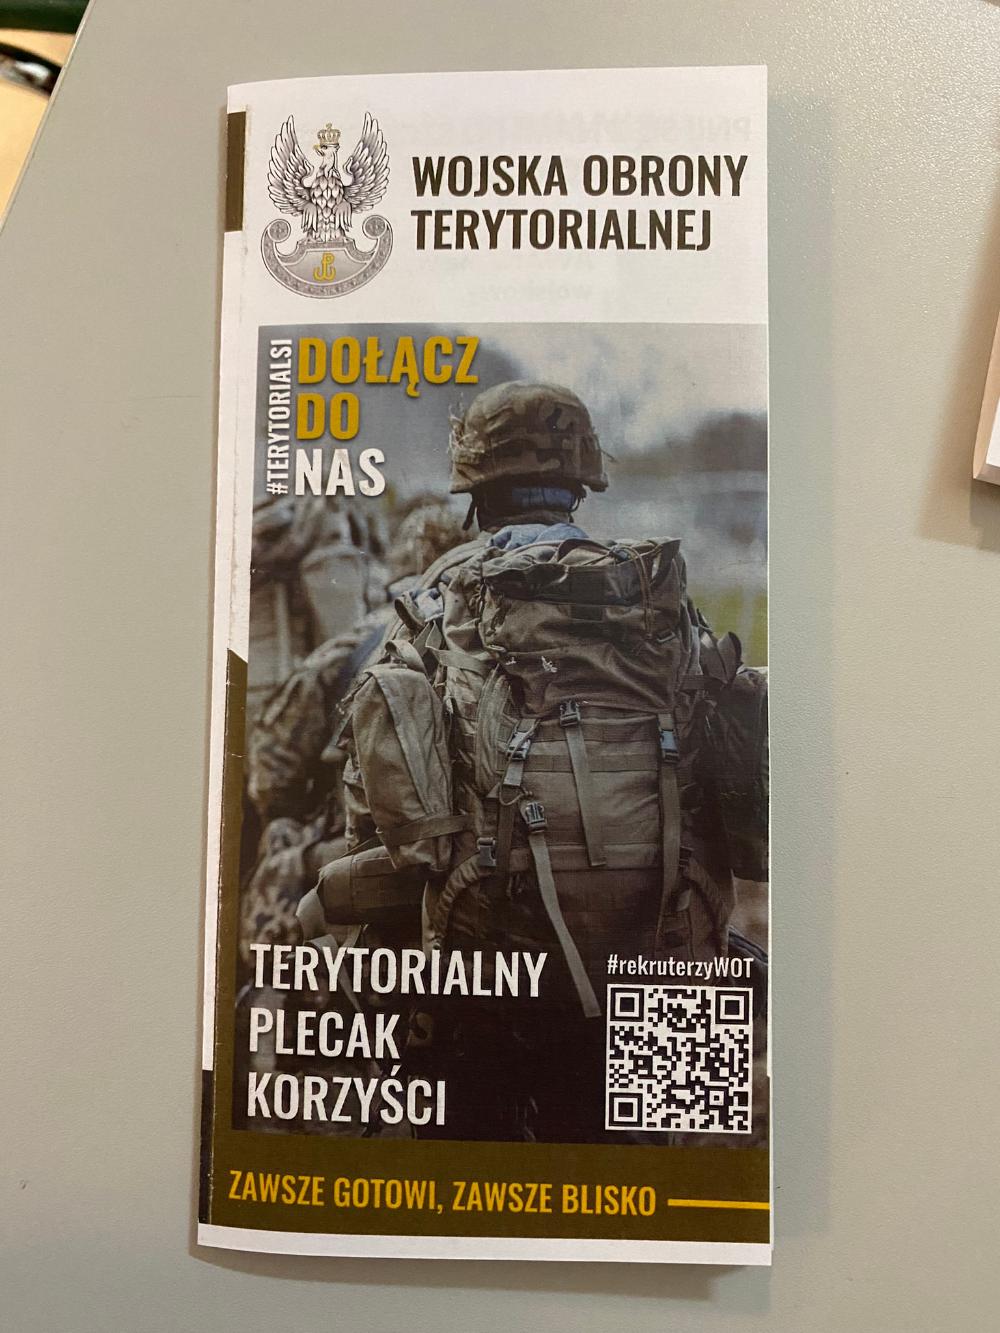 WOJSKA OBRONY
TERYTORIALNEJ
#TERYTORIALSI
DOŁĄCZ
DO
NAS
TERYTORIALNY
PLECAK
KORZYŚCI
#rekruterzyWOT
ZAWSZE GOTOWI, ZAWSZE BLISKO